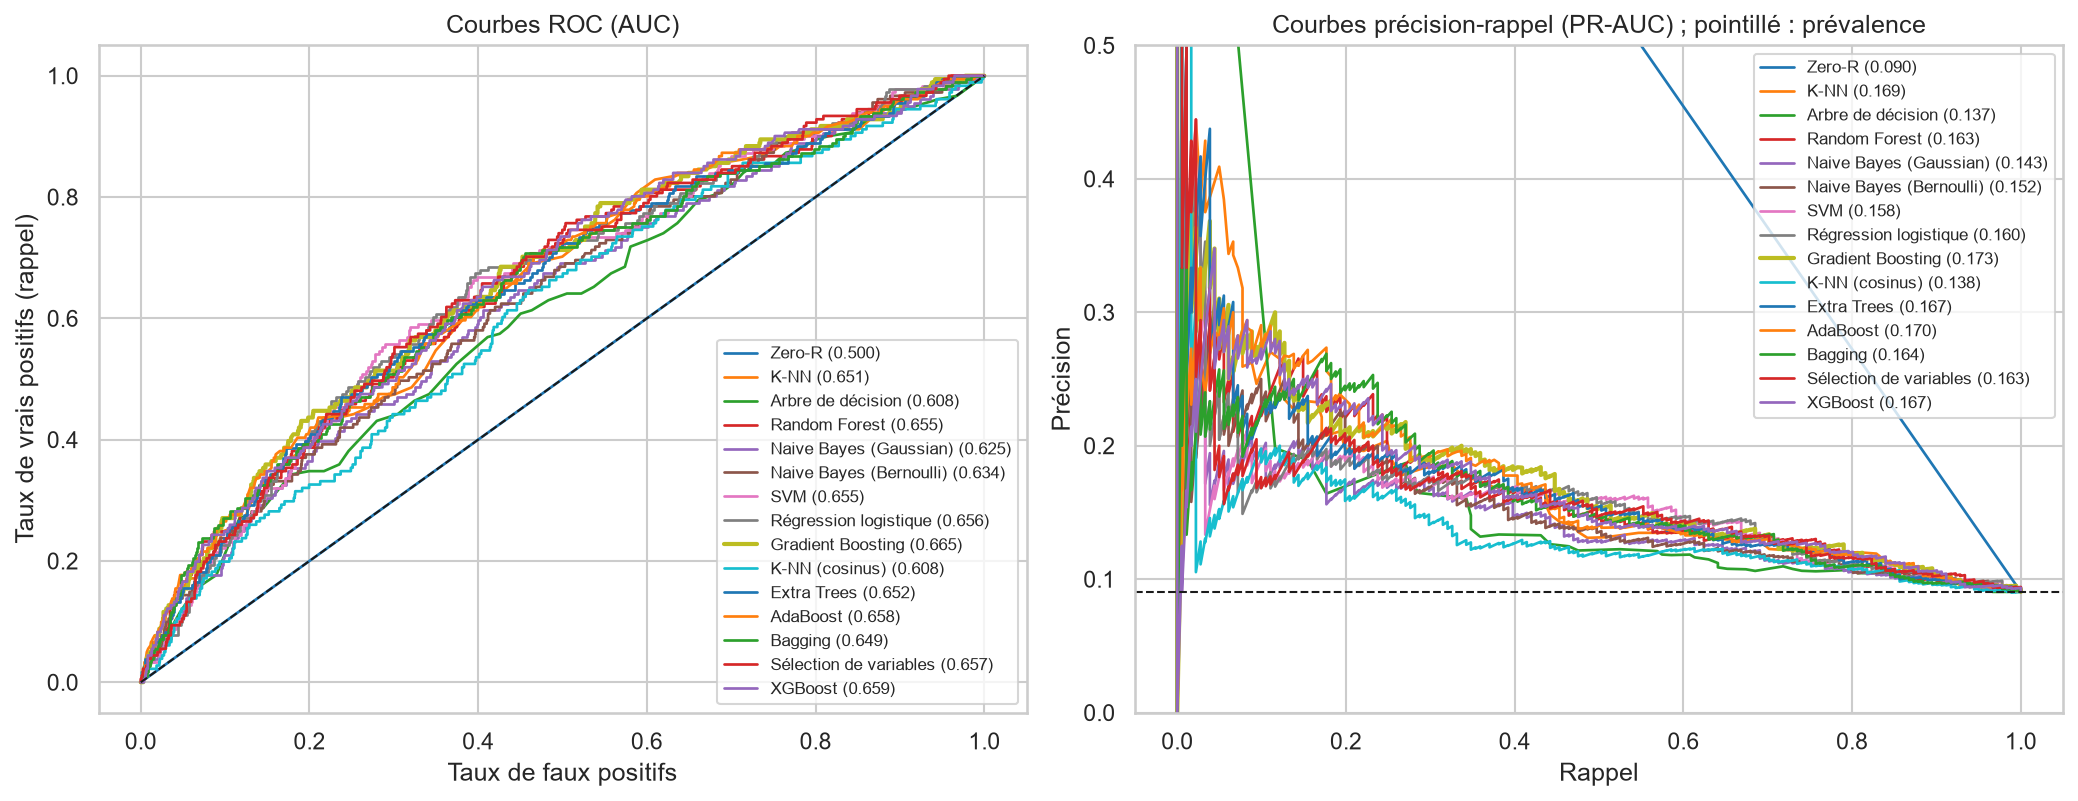 Courbes ROC (AUC)
1.0
0.8
0.6
0.4
0.2
0.0
Taux de vrais positifs (rappel)
Zero-R (0.500)
K-NN (0.651)
Arbre de décision (0.608)
Random Forest (0.655)
Naive Bayes (Gaussian) (0.625)
Naive Bayes (Bernoulli) (0.634)
SVM (0.655)
Régression logistique (0.656)
Gradient Boosting (0.665)
K-NN (cosinus) (0.608)
Extra Trees (0.652)
AdaBoost (0.658)
Bagging (0.649)
Sélection de variables (0.657)
XGBoost (0.659)
0.0 0.2 0.4 0.6 0.8 1.0
Taux de faux positifs
Courbes précision-rappel (PR-AUC) ; pointillé : prévalence
0.5
0.4
0.3
0.2
0.1
0.0
Précision
Zero-R (0.090)
K-NN (0.169)
Arbre de décision (0.137)
Random Forest (0.163)
Naive Bayes (Gaussian) (0.143)
Naive Bayes (Bernoulli) (0.152)
SVM (0.158)
Régression logistique (0.160)
Gradient Boosting (0.173)
K-NN (cosinus) (0.138)
Extra Trees (0.167)
AdaBoost (0.170)
Bagging (0.164)
Sélection de variables (0.163)
XGBoost (0.167)
0.0 0.2 0.4 0.6 0.8 1.0
Rappel